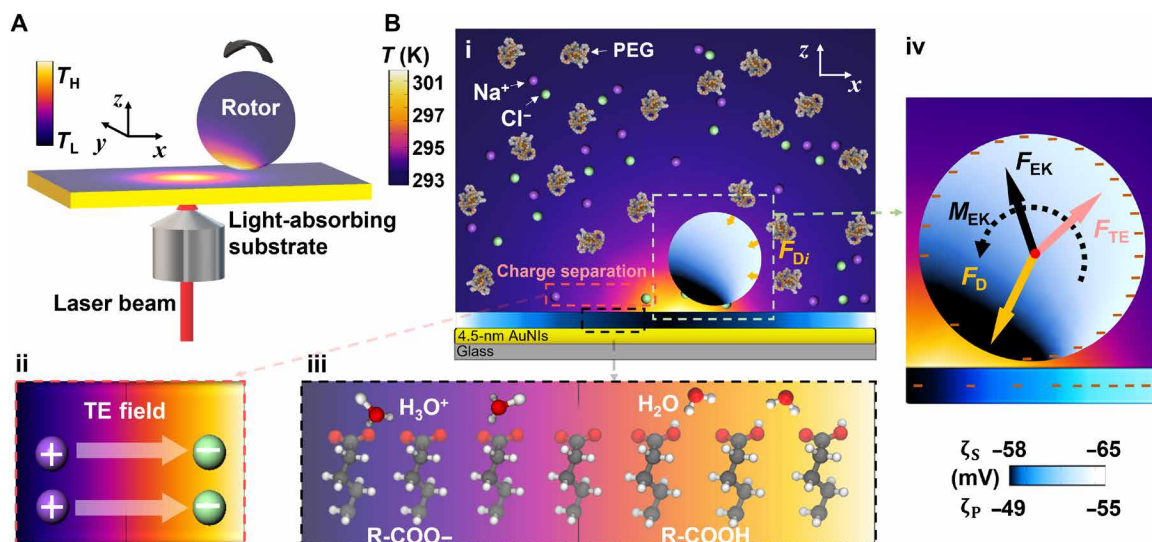 A
T_H
T_L
Rotor
z
y
x
Light-absorbing
substrate
Laser beam
B
T (K)
301
297
295
293
i
PEG
Na⁺
Cl⁻
z
x
Charge separation
F_Di
4.5-nm AuNIs
Glass
ii
TE field
+
−
+
−
iii
H₃O⁺
H₂O
R-COO−
R-COOH
iv
F_EK
M_EK
F_TE
F_D
ζ_S −58 −65
(mV)
ζ_P −49 −55